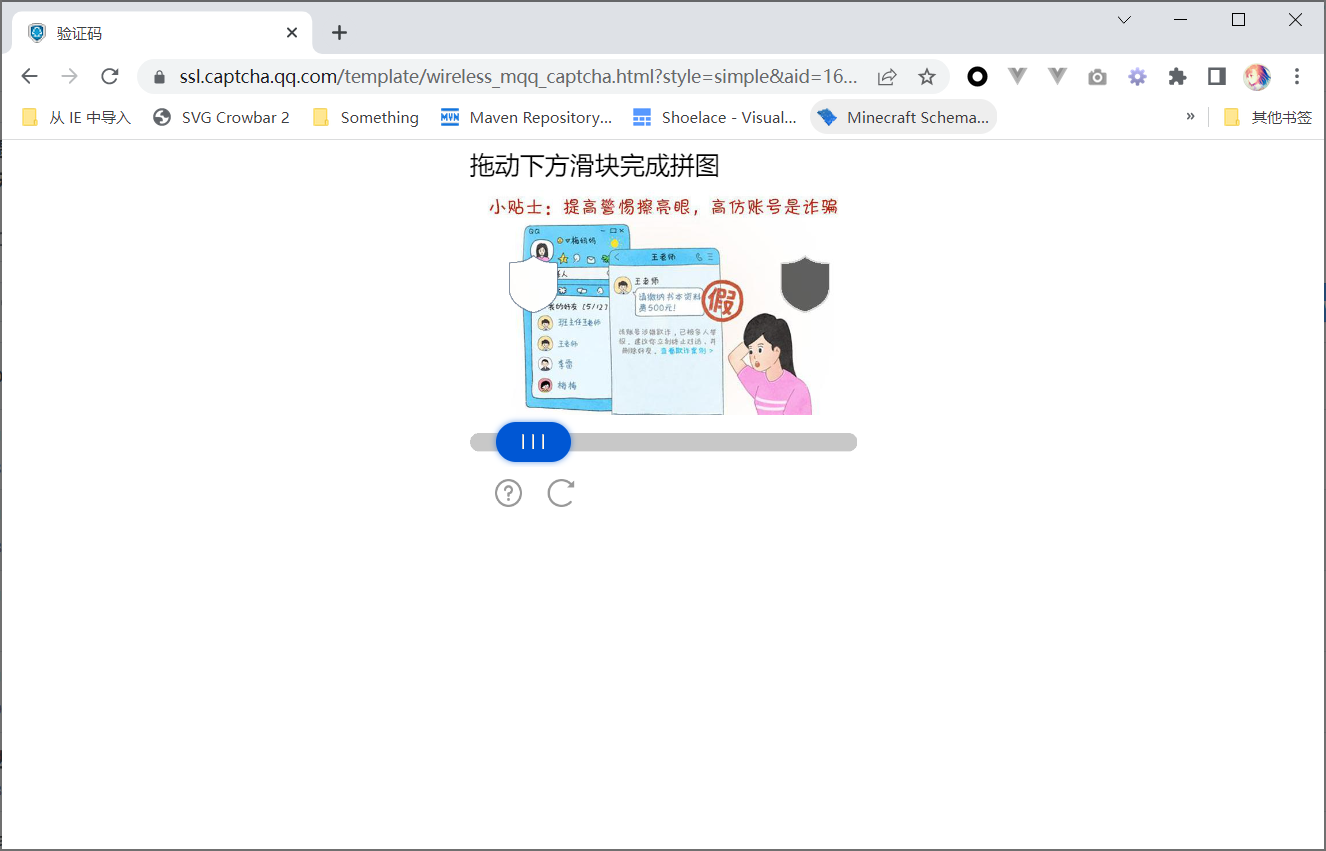 验证码
ssl.captcha.qq.com/template/wireless_mqq_captcha.html?style=simple&aid=16...
从 IE 中导入
SVG Crowbar 2
Something
MVN Maven Repository...
Shoelace - Visual...
Minecraft Schema...
»
其他书签
拖动下方滑块完成拼图
小贴士：提高警惕擦亮眼，高仿账号是诈骗
QQ
梅妈妈
我的好友 (5/12)
班主任王老师
王老师
李雷
梅梅
王老师
王老师
请缴纳书本资料
费500元!
假
该账号涉嫌欺诈，已被多人举
报，建议你立刻终止对话，并
删除好友，查看欺诈案例 >